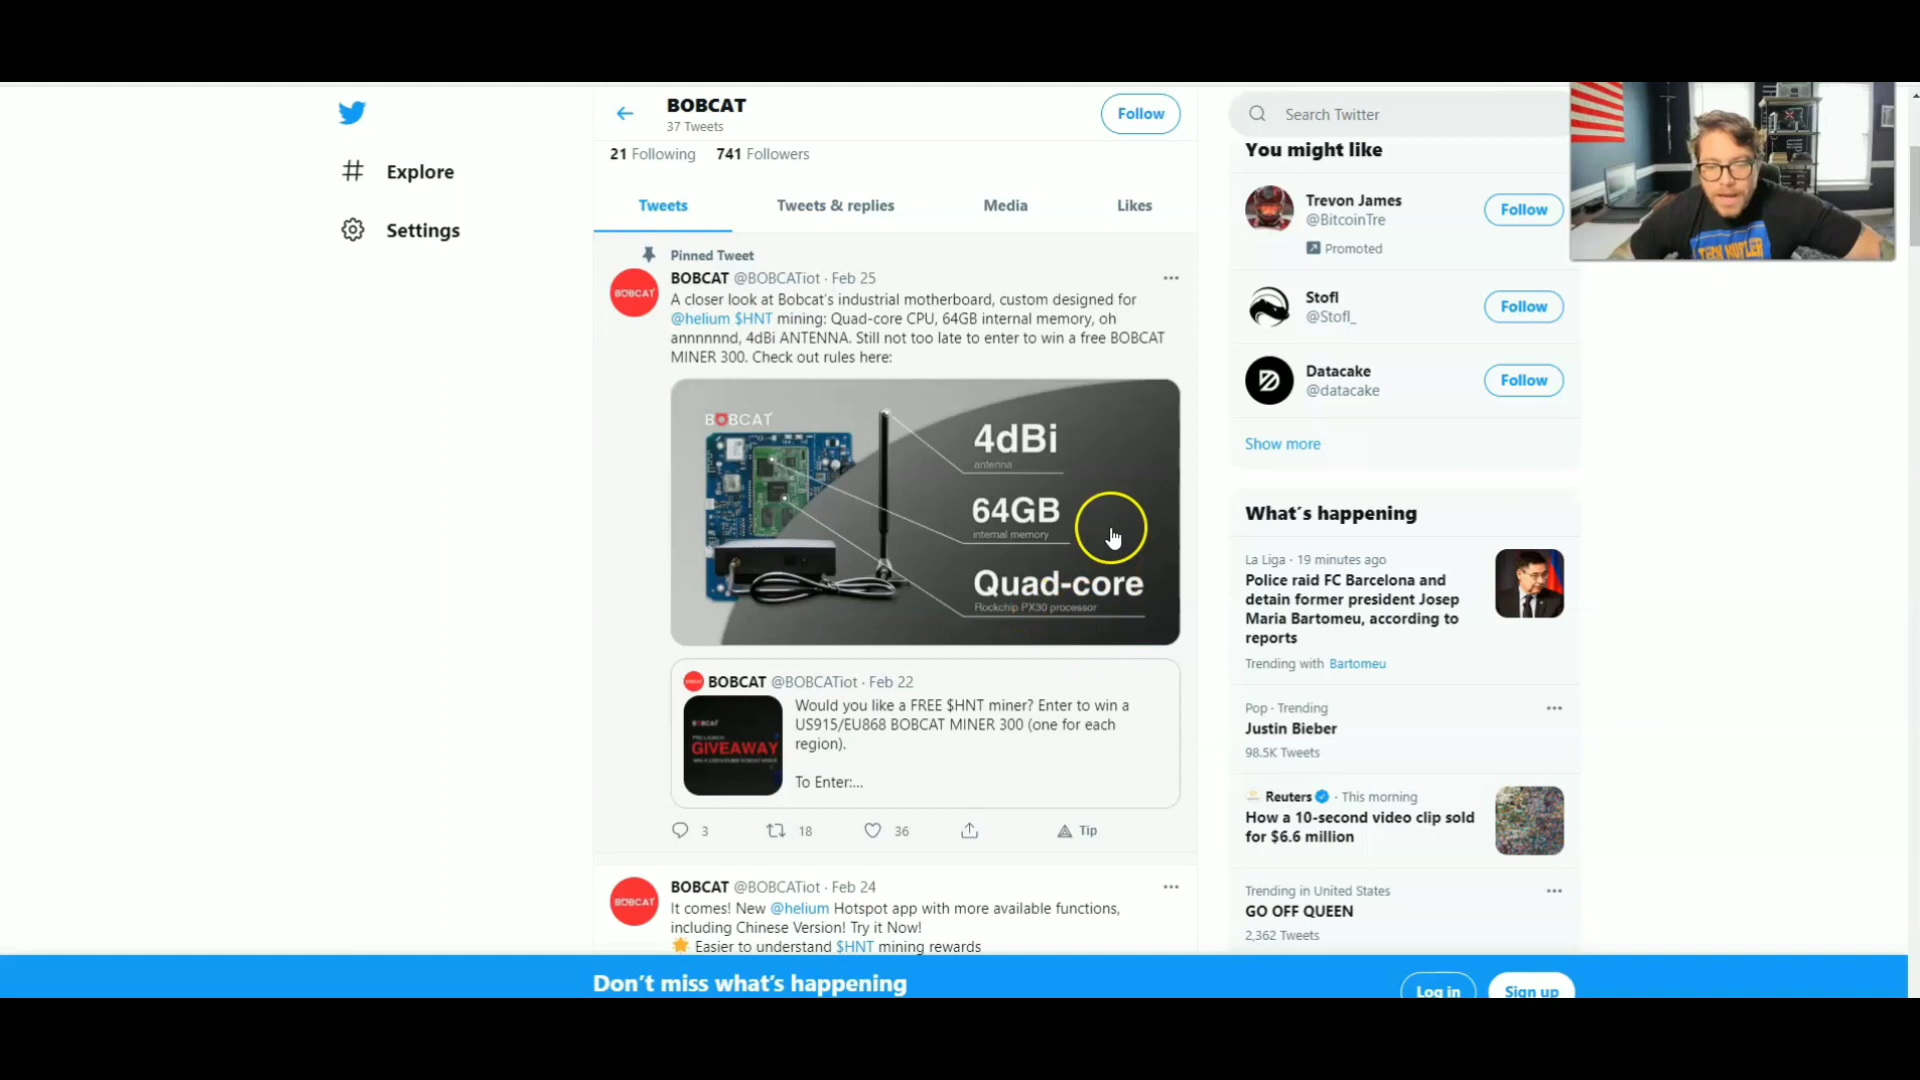 BOBCAT
37 Tweets
Follow
21 Following 741 Followers
Tweets
Tweets & replies
Media
Likes
Explore
Settings
Pinned Tweet
BOBCAT @BOBCATiot · Feb 25
A closer look at Bobcat's industrial motherboard, custom designed for
@helium $HNT mining: Quad-core CPU, 64GB internal memory, oh
annnnnd, 4dBi ANTENNA. Still not too late to enter to win a free BOBCAT
MINER 300. Check out rules here:
BOBCAT
BOBCAT
4dBi
antenna
64GB
internal memory
Quad-core
Rockchip PX30 processor
BOBCAT @BOBCATiot · Feb 22
Would you like a FREE $HNT miner? Enter to win a
US915/EU868 BOBCAT MINER 300 (one for each
region).
To Enter:...
BOBCAT
GIVEAWAY
3
18
36
Tip
BOBCAT @BOBCATiot · Feb 24
BOBCAT
It comes! New @helium Hotspot app with more available functions,
including Chinese Version! Try it Now!
Easier to understand $HNT mining rewards
Search Twitter
You might like
Trevon James
@BitcoinTre
Promoted
Follow
Stofl
@Stofl_
Follow
Datacake
@datacake
Follow
Show more
What's happening
La Liga · 19 minutes ago
Police raid FC Barcelona and
detain former president Josep
Maria Bartomeu, according to
reports
Trending with Bartomeu
Pop · Trending
Justin Bieber
98.5K Tweets
Reuters · This morning
How a 10-second video clip sold
for $6.6 million
Trending in United States
GO OFF QUEEN
2,362 Tweets
Don't miss what's happening
Log in
Sign up